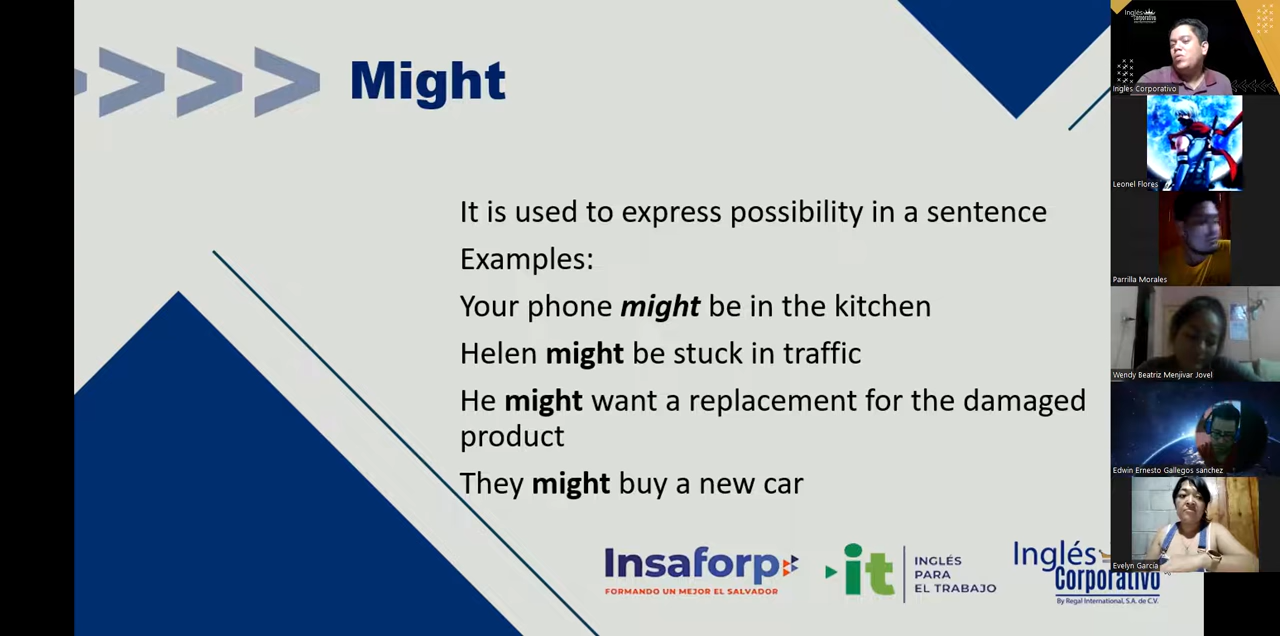 Might
It is used to express possibility in a sentence
Examples:
Your phone might be in the kitchen
Helen might be stuck in traffic
He might want a replacement for the damaged
product
They might buy a new car
Insaforp
FORMANDO UN MEJOR EL SALVADOR
it
INGLÉS
PARA
EL TRABAJO
Inglés
Corporativo
By Regal International, S.A. de C.V.
Inglés
Corporativo
Ingles Corporativo
Leonel Flores
Parrilla Morales
Wendy Beatriz Menjivar Jovel
Edwin Ernesto Gallegos sanchez
Evelyn Garcia